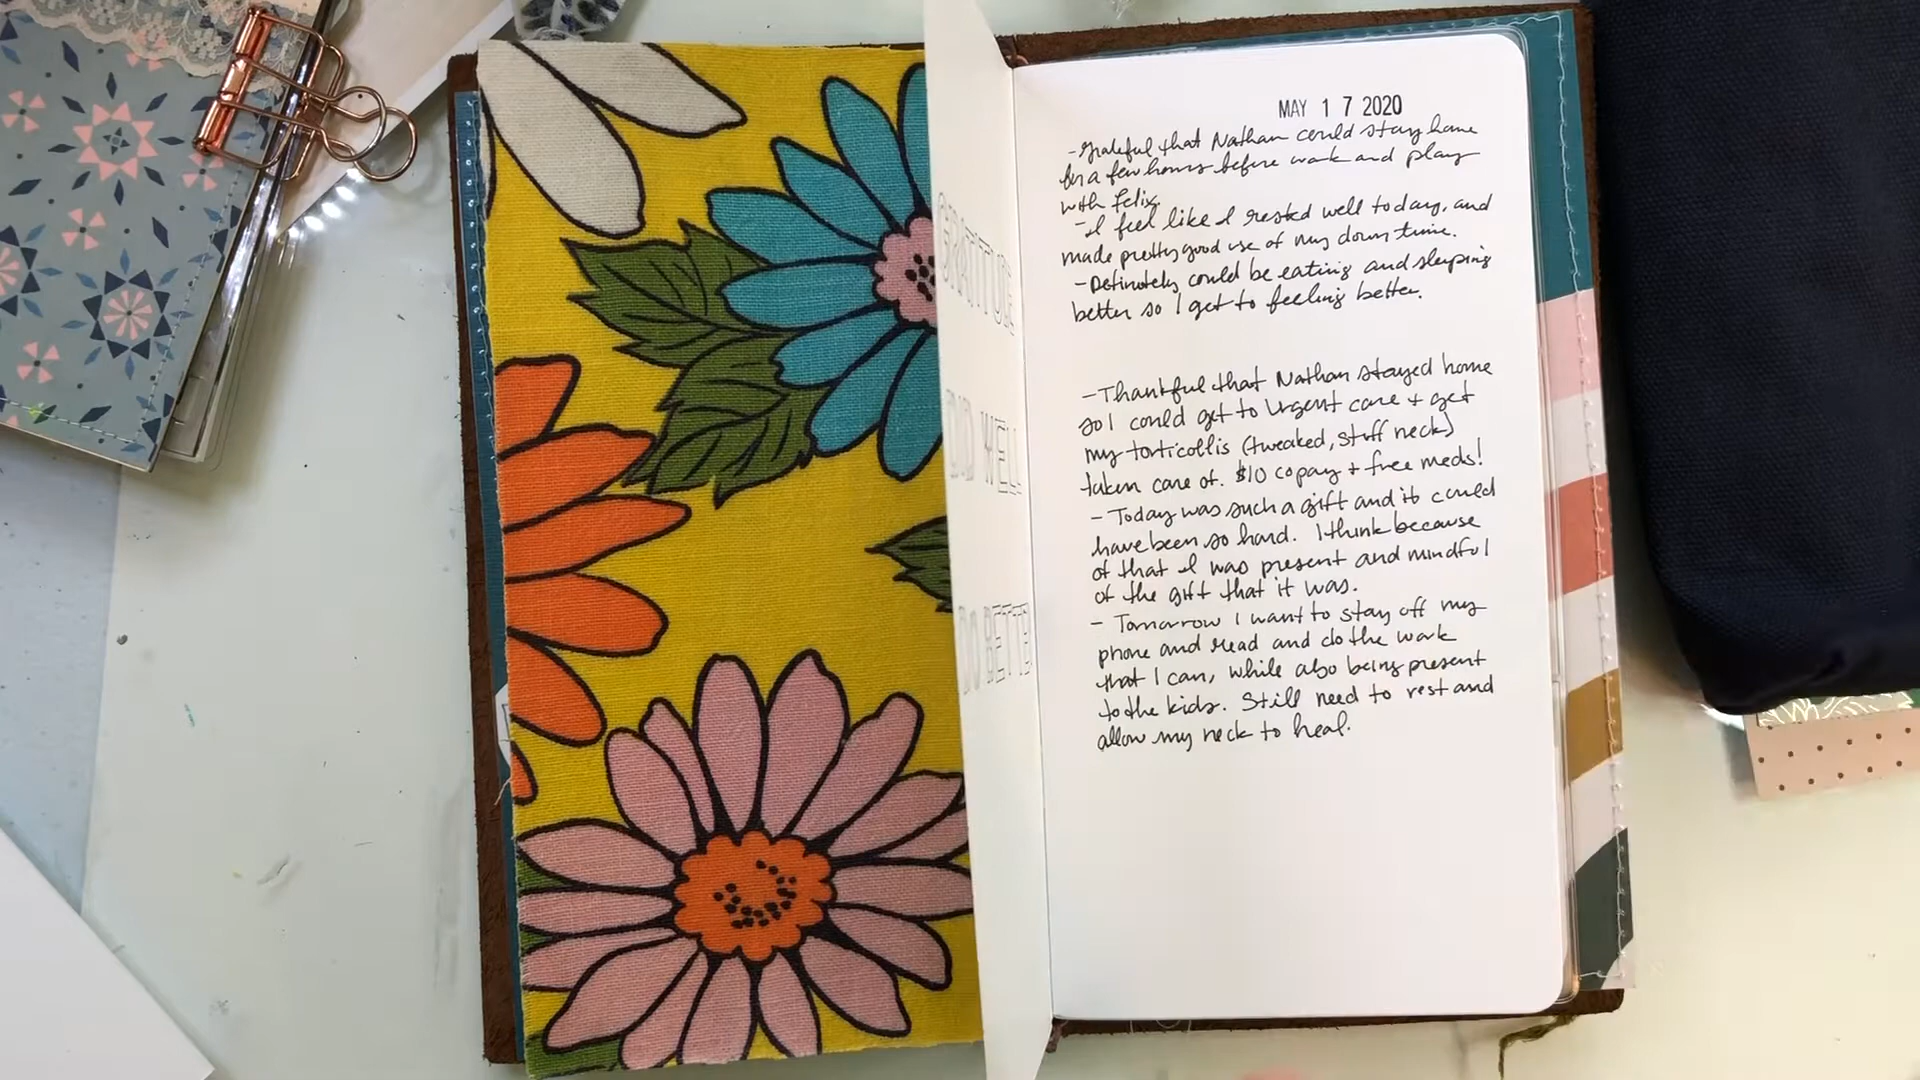 GRATITUDE
DID WELL
DO BETTE
MAY 1 7 2020
- Grateful that Nathan could stay home
for a few hours before work and play
with Felix.
- I feel like I rested well today, and
made pretty good use of my down time.
- Definitely could be eating and sleeping
better so I get to feeling better.
- Thankful that Nathan stayed home
so I could get to Urgent care + get
my torticollis (tweaked, stiff neck)
taken care of. $10 copay + free meds!
- Today was such a gift and it could
have been so hard. I think because
of that I was present and mindful
of the gift that it was.
- Tomorrow I want to stay off my
phone and read and do the work
that I can, while also being present
to the kids. Still need to rest and
allow my neck to heal.